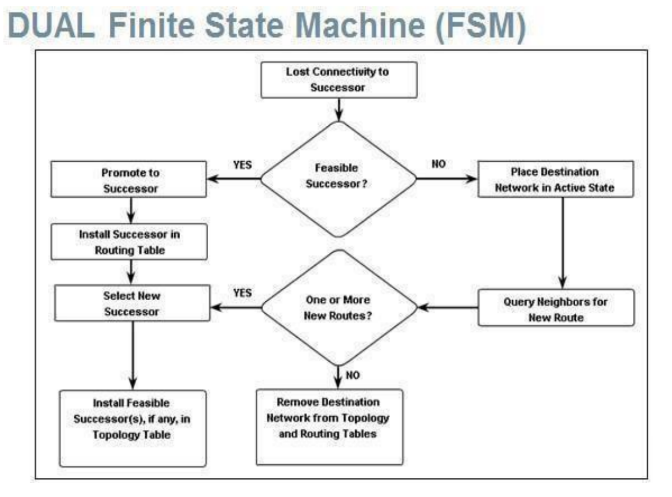 DUAL Finite State Machine (FSM)
Lost Connectivity to
Successor
Feasible
Successor?
YES
NO
Promote to
Successor
Place Destination
Network in Active State
Install Successor in
Routing Table
Select New
Successor
YES
One or More
New Routes?
Query Neighbors for
New Route
NO
Install Feasible
Successor(s), if any, in
Topology Table
Remove Destination
Network from Topology
and Routing Tables